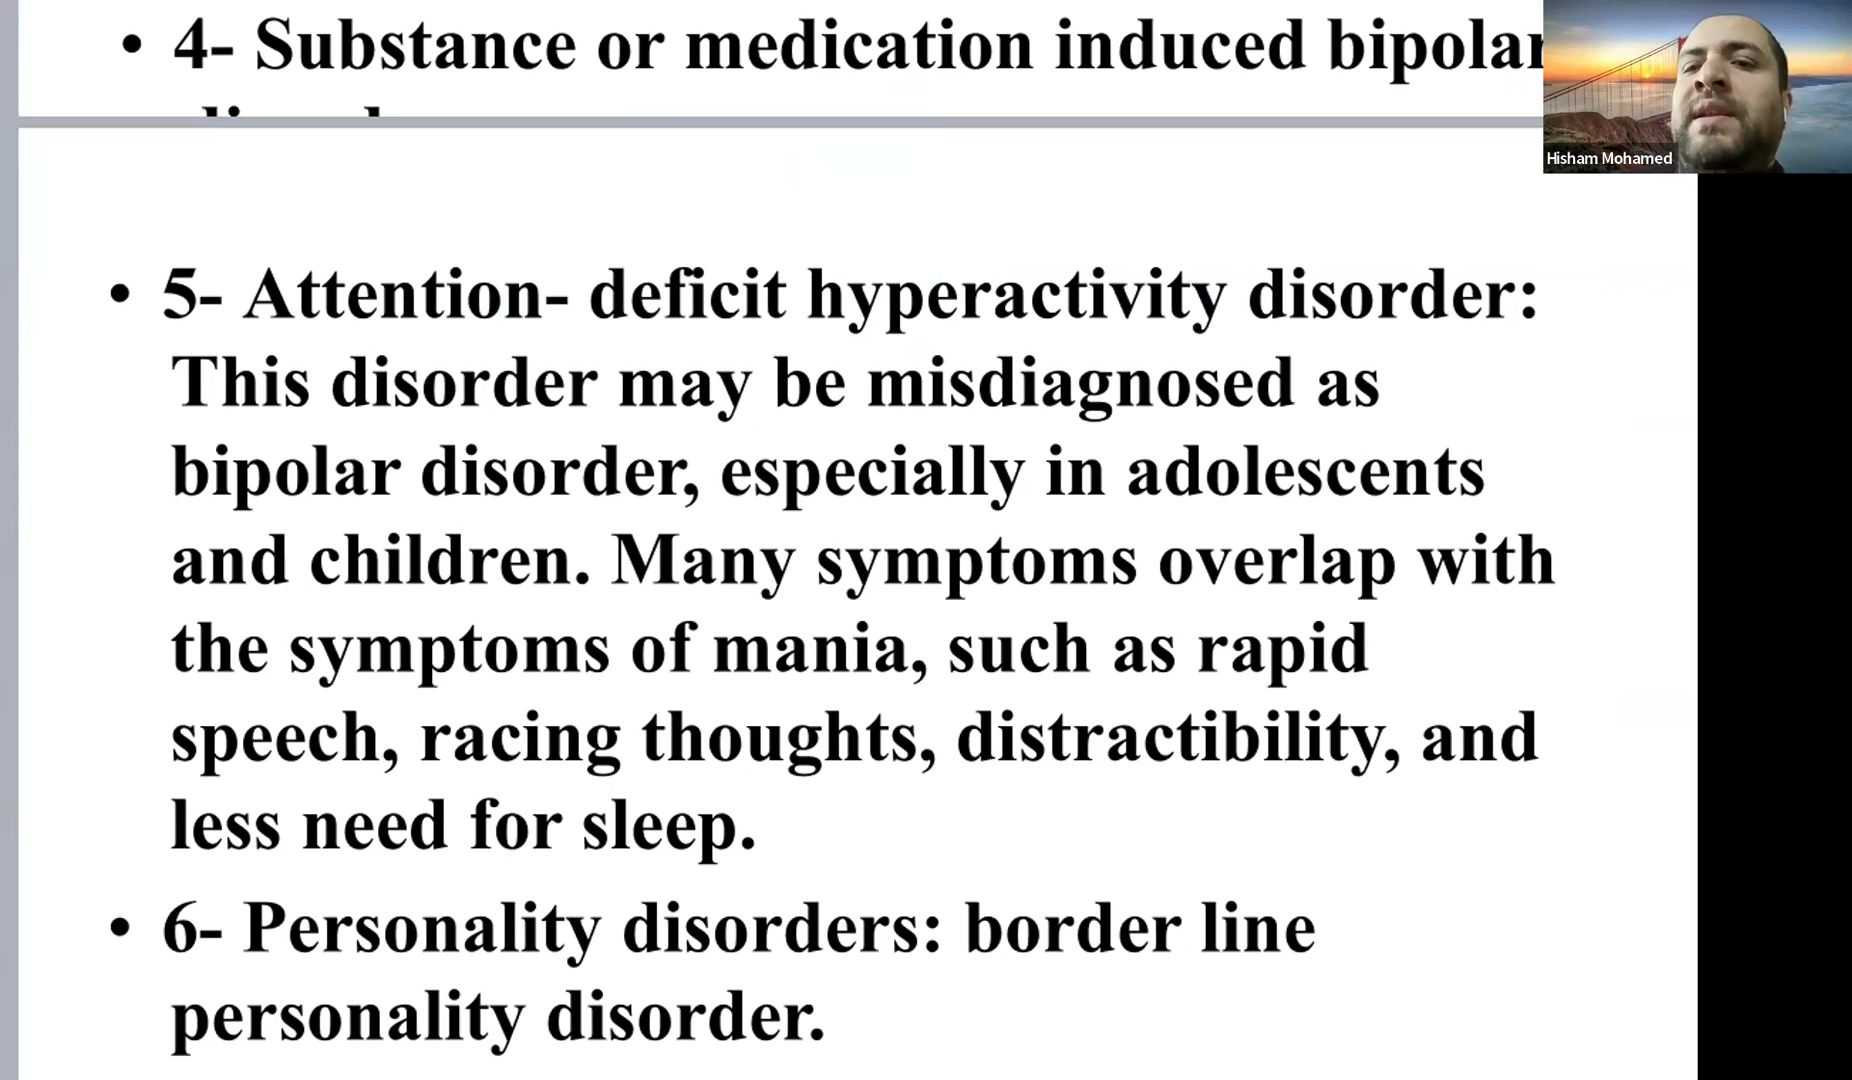 • 4- Substance or medication induced bipolar
Hisham Mohamed
• 5- Attention- deficit hyperactivity disorder:
This disorder may be misdiagnosed as
bipolar disorder, especially in adolescents
and children. Many symptoms overlap with
the symptoms of mania, such as rapid
speech, racing thoughts, distractibility, and
less need for sleep.
• 6- Personality disorders: border line
personality disorder.